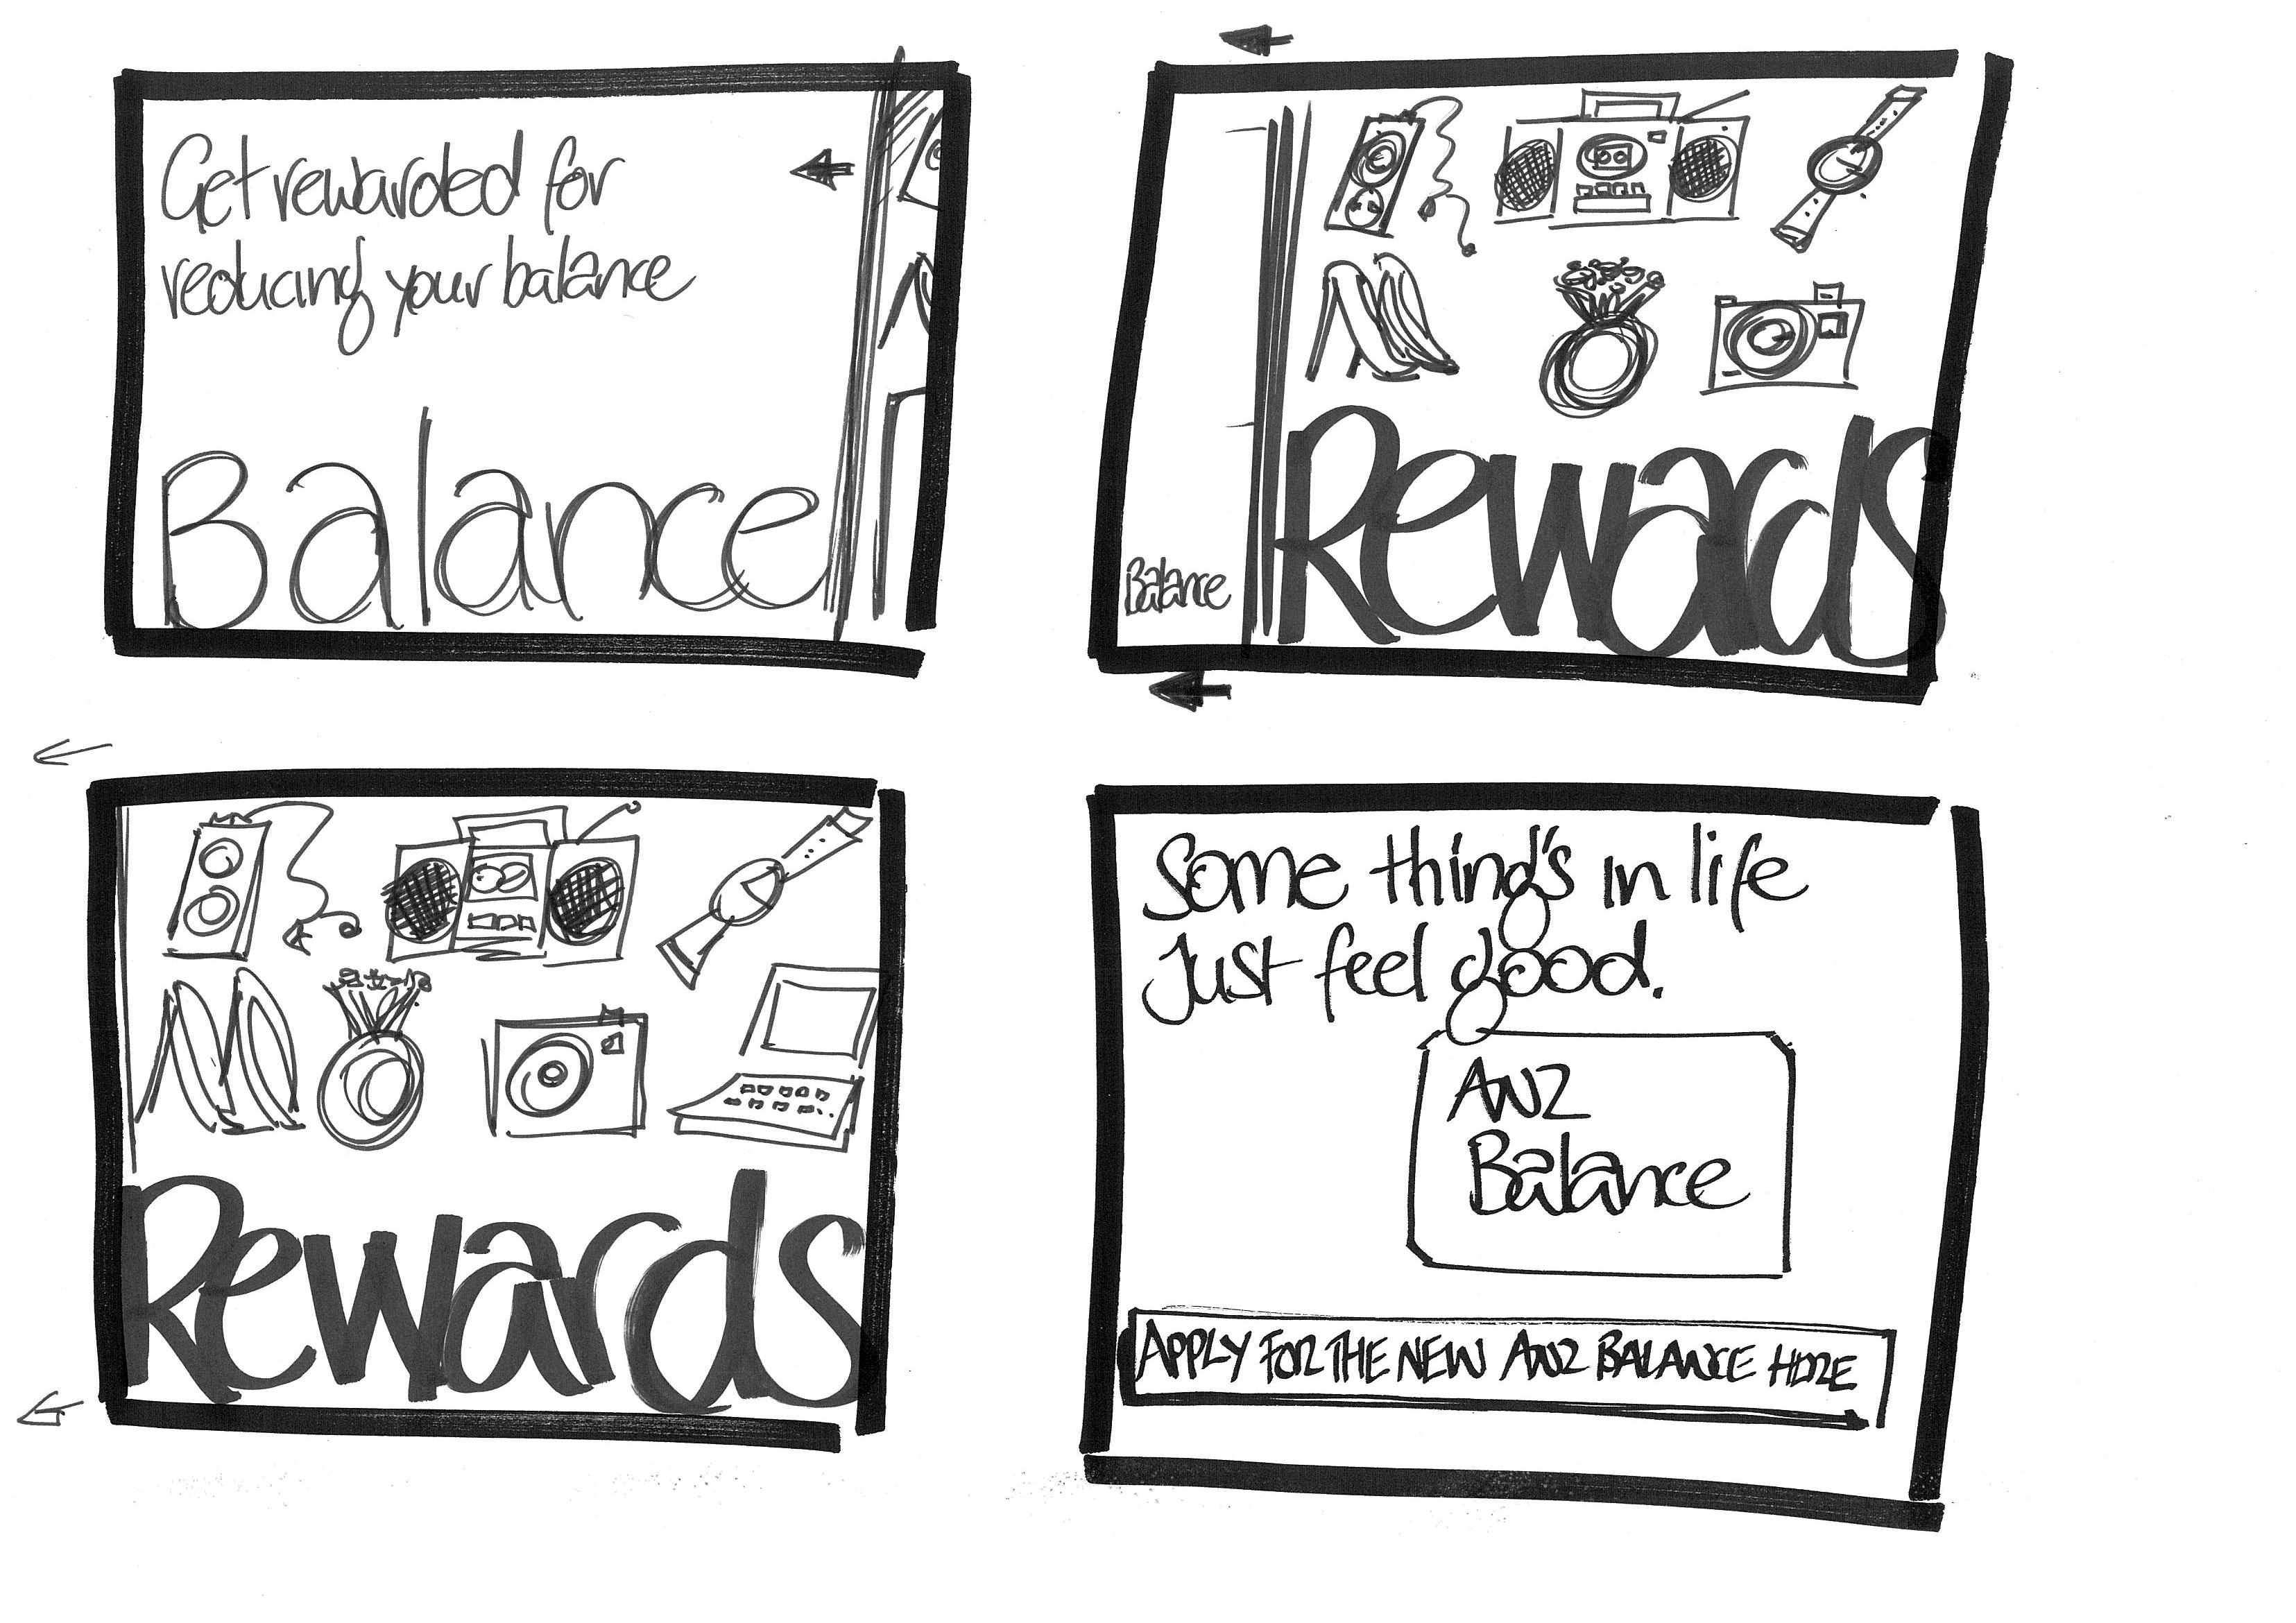 Get rewarded for
reducing your balance
Balance
Balance
Rewards
Rewards
Some thing's in life
Just feel good.
ANZ
Balance
APPLY FOR THE NEW ANZ BALANCE HERE